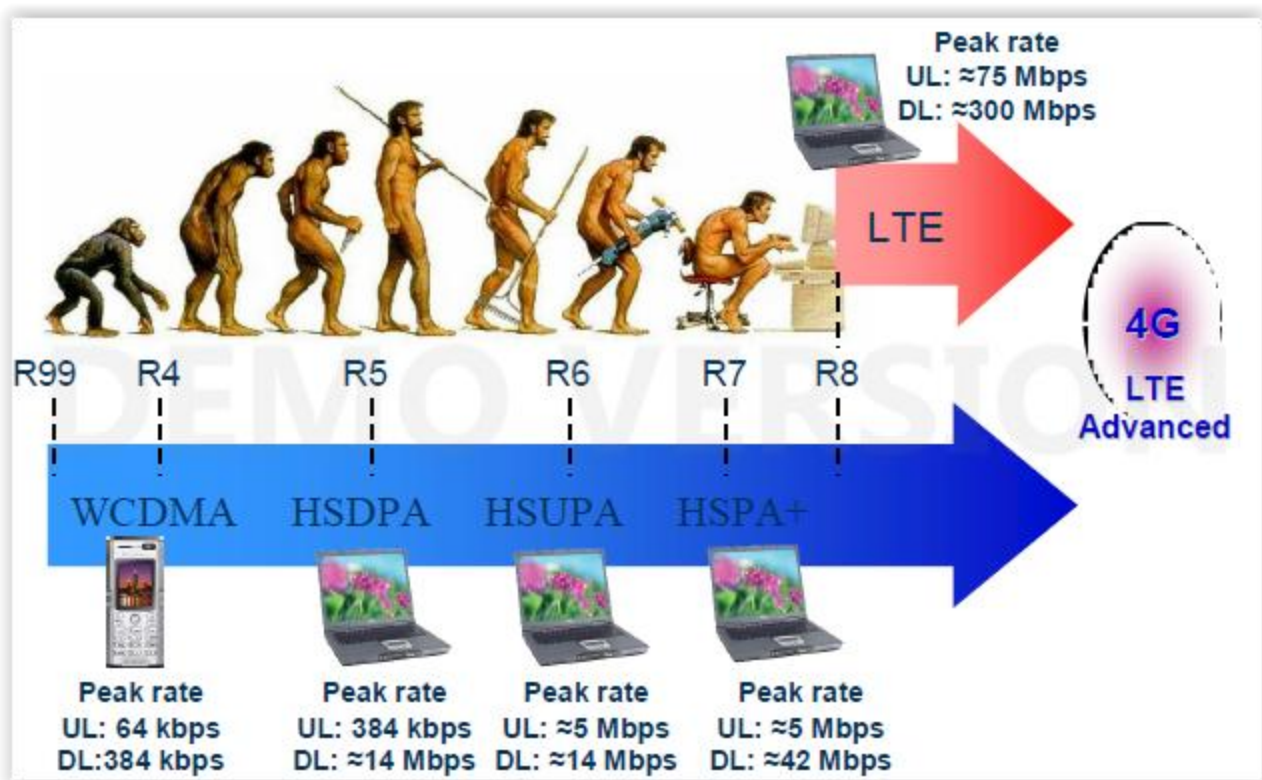 Peak rate
UL: ≈75 Mbps
DL: ≈300 Mbps
LTE
4G
LTE
Advanced
R99 R4 R5 R6 R7 R8
DEMO VERSION
WCDMA HSDPA HSUPA HSPA+
Peak rate
UL: 64 kbps
DL:384 kbps
Peak rate
UL: 384 kbps
DL: ≈14 Mbps
Peak rate
UL: ≈5 Mbps
DL: ≈14 Mbps
Peak rate
UL: ≈5 Mbps
DL: ≈42 Mbps